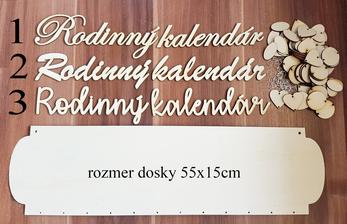 1 Rodinný kalendár
2 Rodinný kalendár
3 Rodinný kalendár
rozmer dosky 55x15cm